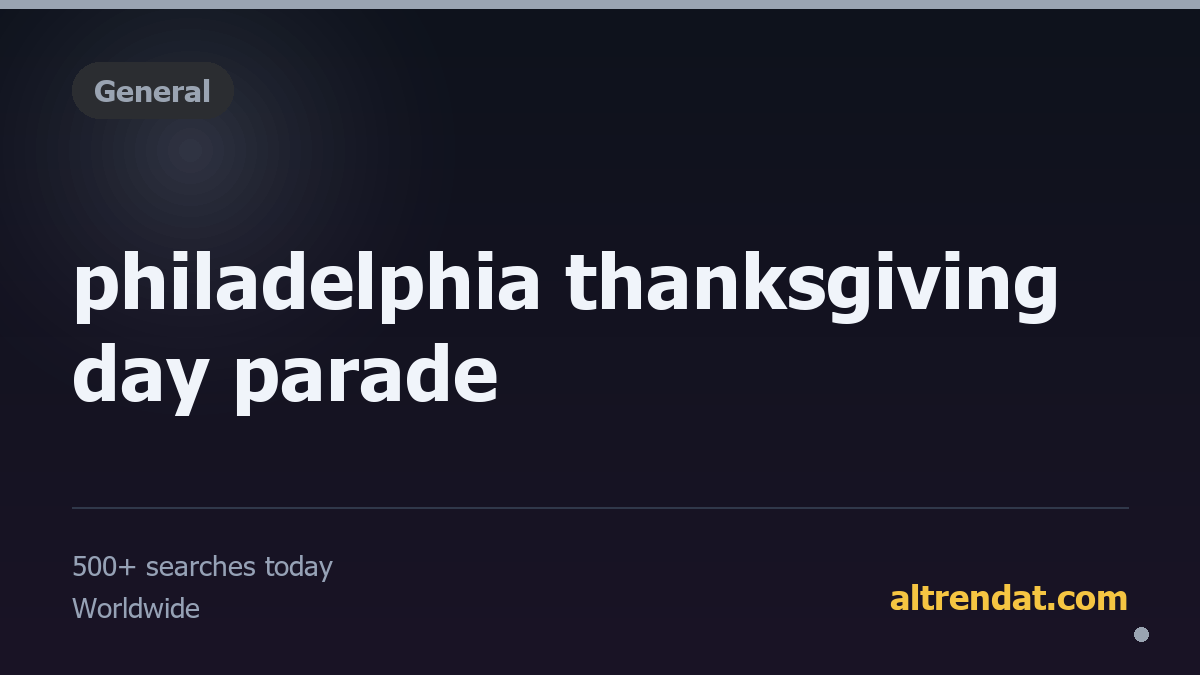 General
philadelphia thanksgiving
day parade
500+ searches today
Worldwide
altrendat.com